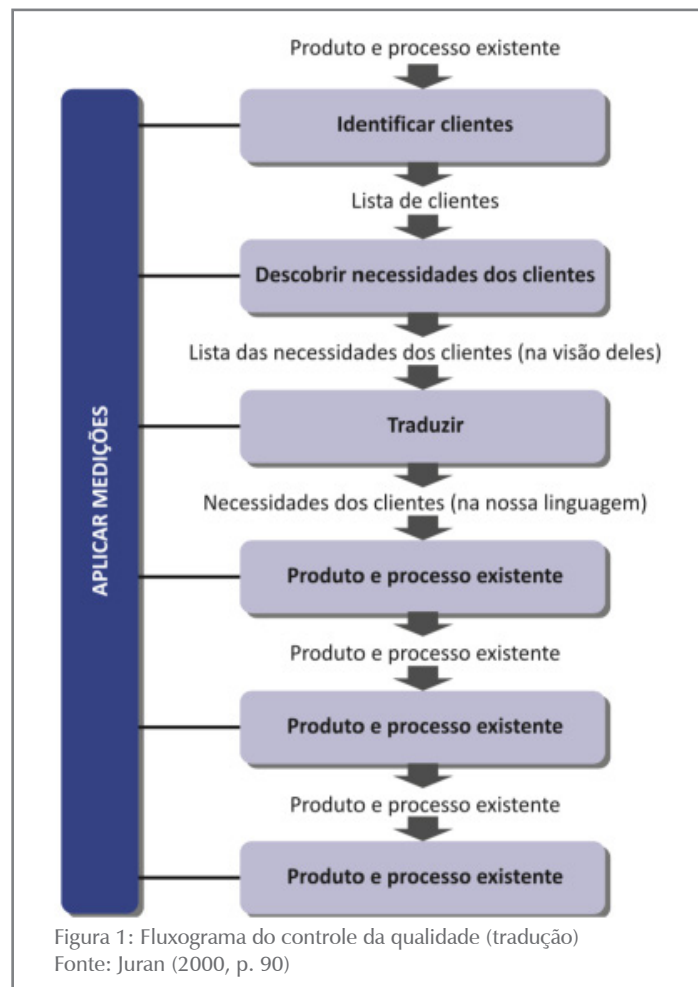 Produto e processo existente
Identificar clientes
Lista de clientes
Descobrir necessidades dos clientes
Lista das necessidades dos clientes (na visão deles)
Traduzir
Necessidades dos clientes (na nossa linguagem)
Produto e processo existente
Produto e processo existente
Produto e processo existente
Produto e processo existente
Produto e processo existente
APLICAR MEDIÇÕES
Figura 1: Fluxograma do controle da qualidade (tradução)
Fonte: Juran (2000, p. 90)